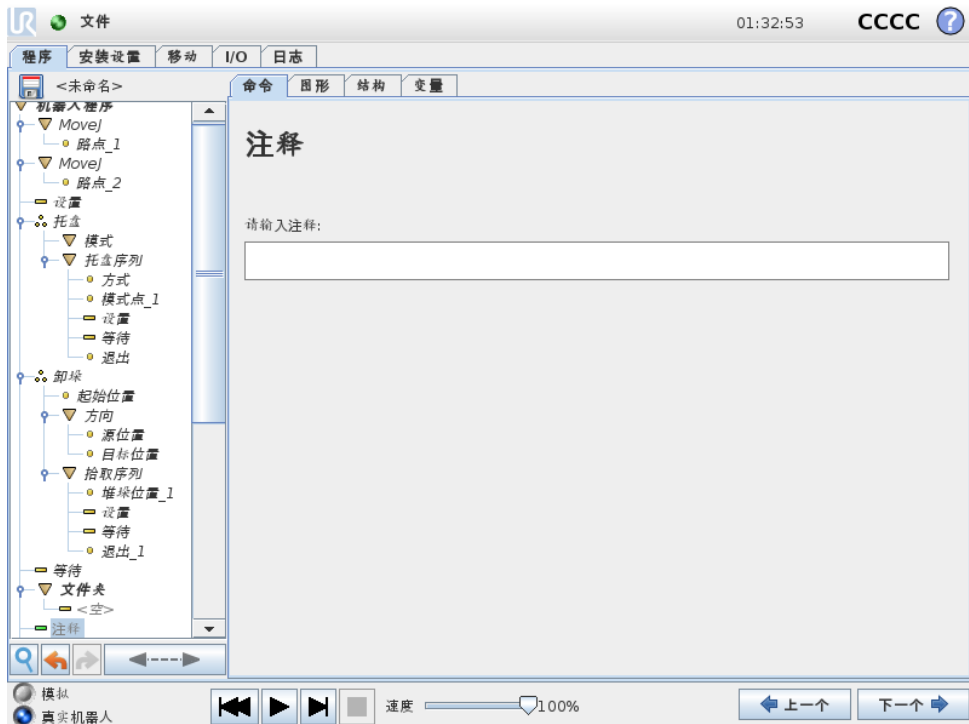 UR 文件 01:32:53 CCCC ?
程序 安装设置 移动 I/O 日志
<未命名> 命令 图形 结构 变量
机器人程序
MoveJ
路点_1
MoveJ
路点_2
设置
托盘
模式
托盘序列
方式
模式点_1
设置
等待
退出
卸垛
起始位置
方向
源位置
目标位置
拾取序列
堆垛位置_1
设置
等待
退出_1
等待
文件夹
<空>
注释
注释
请输入注释:
模拟
真实机器人
速度 100%
上一个 下一个